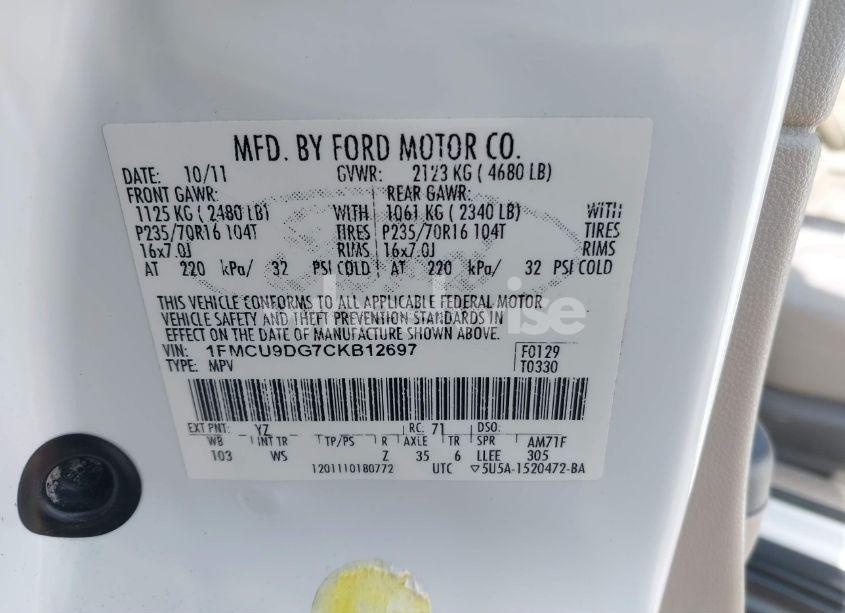 MFD. BY FORD MOTOR CO.
DATE: 10/11 GVWR: 2123 KG ( 4680 LB)
FRONT GAWR: REAR GAWR:
1125 KG ( 2480 LB) WITH 1061 KG ( 2340 LB) WITH
P235/70R16 104T TIRES P235/70R16 104T TIRES
16x7.0J RIMS 16x7.0J RIMS
AT 220 kPa/ 32 PSI COLD AT 220 kPa/ 32 PSI COLD
THIS VEHICLE CONFORMS TO ALL APPLICABLE FEDERAL MOTOR
VEHICLE SAFETY AND THEFT PREVENTION STANDARDS IN
EFFECT ON THE DATE OF MANUFACTURE SHOWN ABOVE.
VIN: 1FMCU9DG7CKB12697 F0129
TYPE: MPV T0330
EXT PNT: YZ RC: 71 DSO:
WB INT TR TP/PS R AXLE TR SPR AM71F
103 WS Z 35 6 LLEE 305
1201110180772 UTC ▽5U5A-1520472-BA